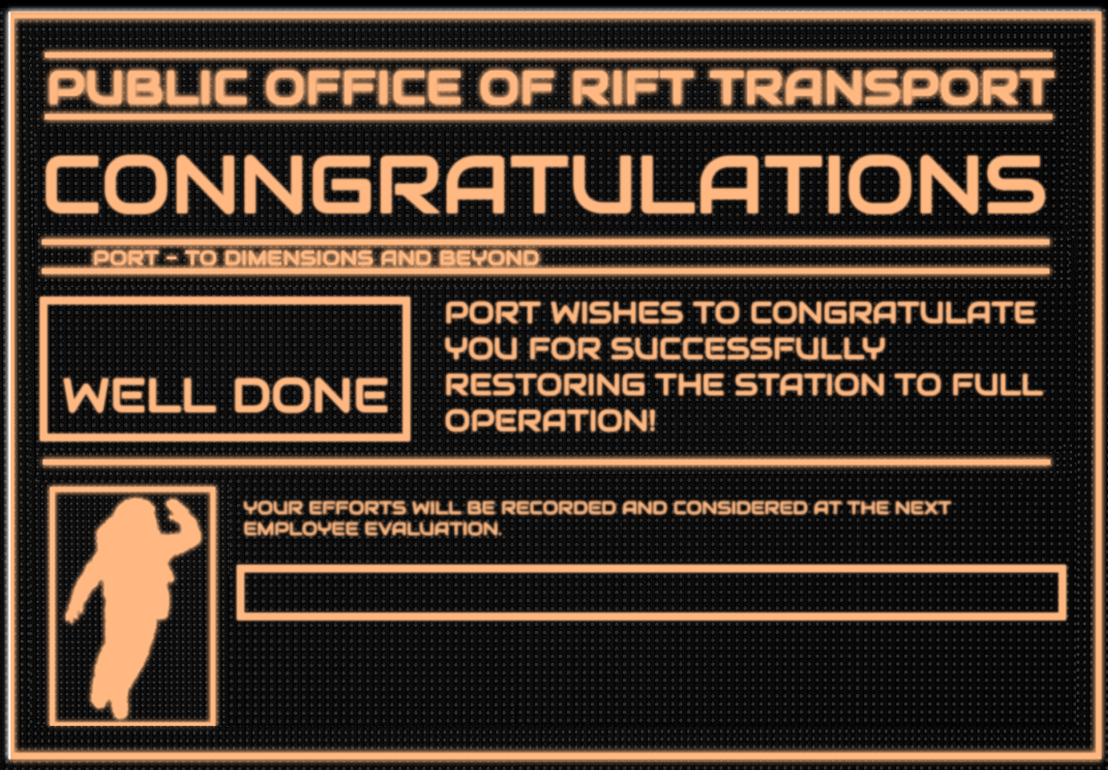 PUBLIC OFFICE OF RIFT TRANSPORT
CONNGRATULATIONS
PORT - TO DIMENSIONS AND BEYOND
WELL DONE
PORT WISHES TO CONGRATULATE
YOU FOR SUCCESSFULLY
RESTORING THE STATION TO FULL
OPERATION!
YOUR EFFORTS WILL BE RECORDED AND CONSIDERED AT THE NEXT
EMPLOYEE EVALUATION.